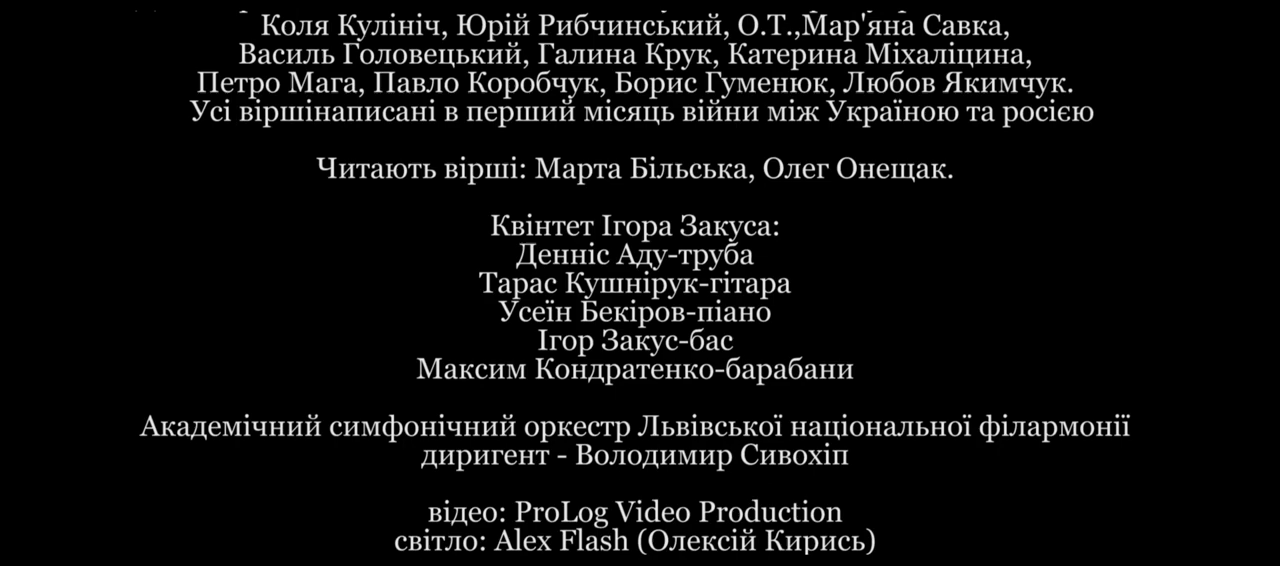 Коля Кулініч, Юрій Рибчинський, О.Т.,Мар'яна Савка,
Василь Головецький, Галина Крук, Катерина Міхаліцина,
Петро Мага, Павло Коробчук, Борис Гуменюк, Любов Якимчук.
Усі віршінаписані в перший місяць війни між Україною та росією
Читають вірші: Марта Більська, Олег Онещак.
Квінтет Ігора Закуса:
Денніс Аду-труба
Тарас Кушнірук-гітара
Усеїн Бекіров-піано
Ігор Закус-бас
Максим Кондратенко-барабани
Академічний симфонічний оркестр Львівської національної філармонії
диригент - Володимир Сивохіп
відео: ProLog Video Production
світло: Alex Flash (Олексій Кирись)